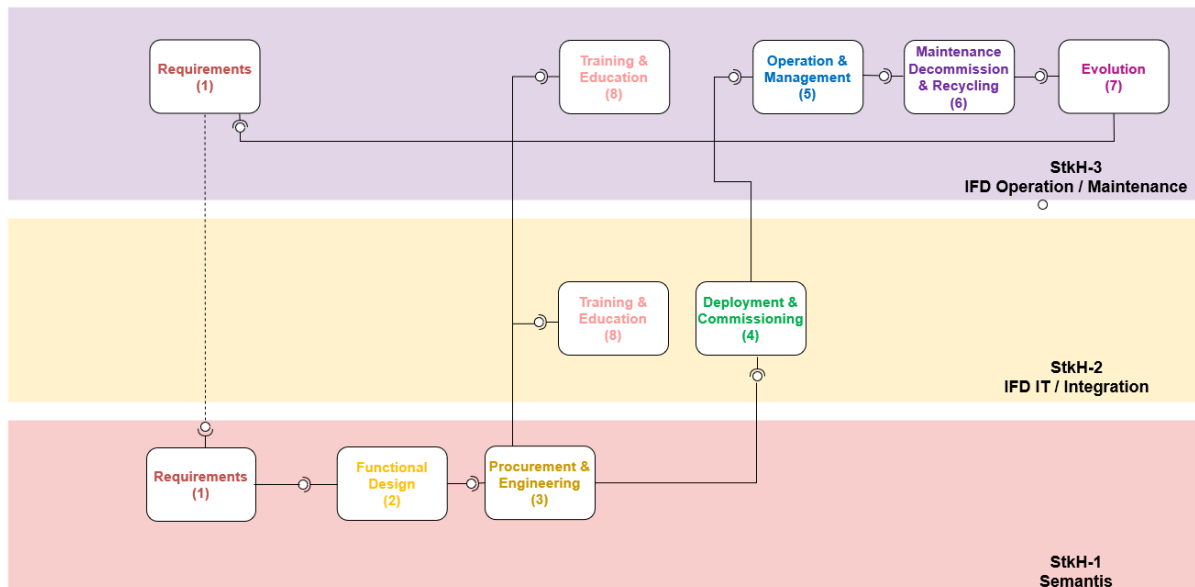 Requirements
(1)
Training &
Education
(8)
Operation &
Management
(5)
Maintenance
Decommission
& Recycling
(6)
Evolution
(7)
StkH-3
IFD Operation / Maintenance
Training &
Education
(8)
Deployment &
Commissioning
(4)
StkH-2
IFD IT / Integration
Requirements
(1)
Functional
Design
(2)
Procurement &
Engineering
(3)
StkH-1
Semantis